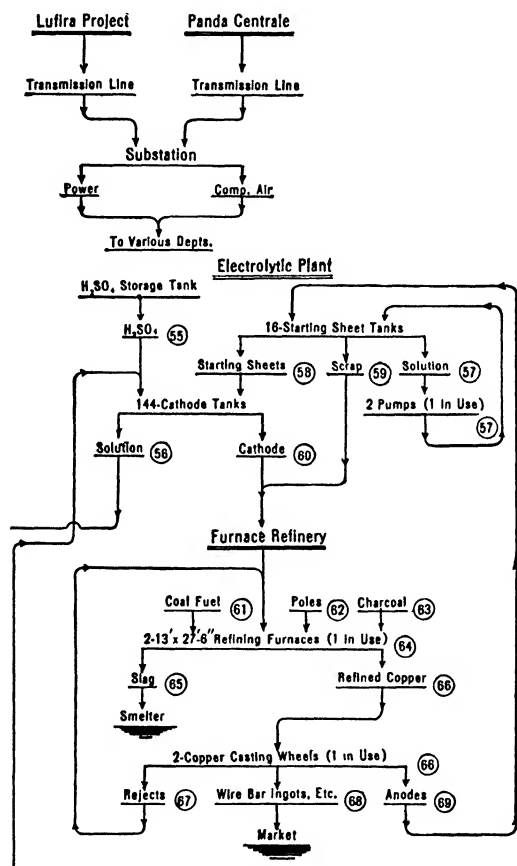 Lufira Project Panda Centrale
Transmission Line Transmission Line
Substation
Power Comp. Air
To Various Depts.
Electrolytic Plant
H₂SO₄ Storage Tank
16-Starting Sheet Tanks
H₂SO₄ 55
Starting Sheets 58 Scrap 59 Solution 57
144-Cathode Tanks 2 Pumps (1 in Use)
57
Solution 56 Cathode 60
Furnace Refinery
Coal Fuel 61 Poles 62 Charcoal 63
2-13' x 27'-6" Refining Furnaces (1 in Use) 64
Slag 65 Refined Copper 66
Smelter
2-Copper Casting Wheels (1 in Use) 66
Rejects 67 Wire Bar Ingots, Etc. 68 Anodes 69
Market